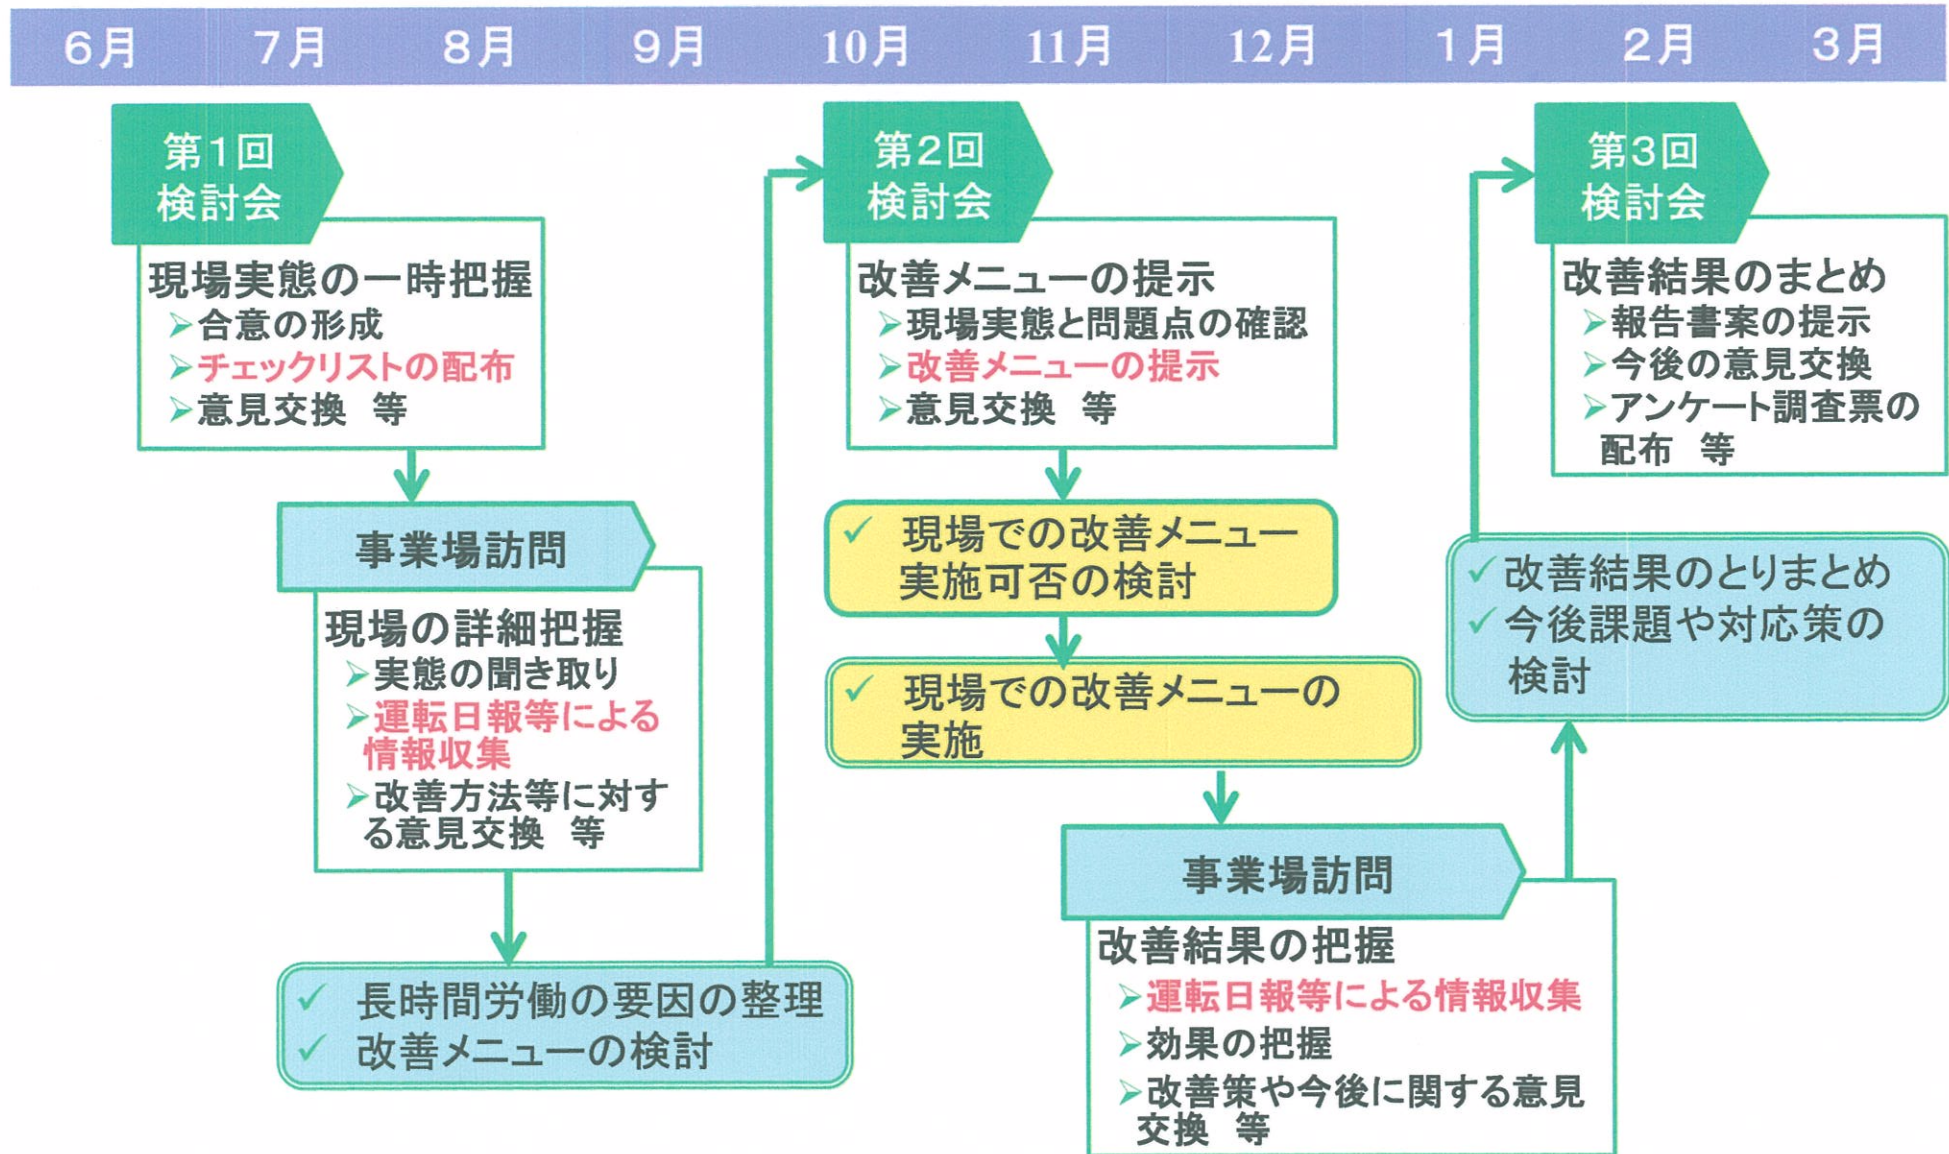 6月 7月 8月 9月 10月 11月 12月 1月 2月 3月
第1回
検討会
現場実態の一時把握
➢合意の形成
➢チェックリストの配布
➢意見交換 等
事業場訪問
現場の詳細把握
➢実態の聞き取り
➢運転日報等による
情報収集
➢改善方法等に対す
る意見交換 等
✓ 長時間労働の要因の整理
✓ 改善メニューの検討
第2回
検討会
改善メニューの提示
➢現場実態と問題点の確認
➢改善メニューの提示
➢意見交換 等
✓ 現場での改善メニュー
実施可否の検討
✓ 現場での改善メニューの
実施
事業場訪問
改善結果の把握
➢運転日報等による情報収集
➢効果の把握
➢改善策や今後に関する意見
交換 等
✓改善結果のとりまとめ
✓今後課題や対応策の
検討
第3回
検討会
改善結果のまとめ
➢報告書案の提示
➢今後の意見交換
➢アンケート調査票の
配布 等